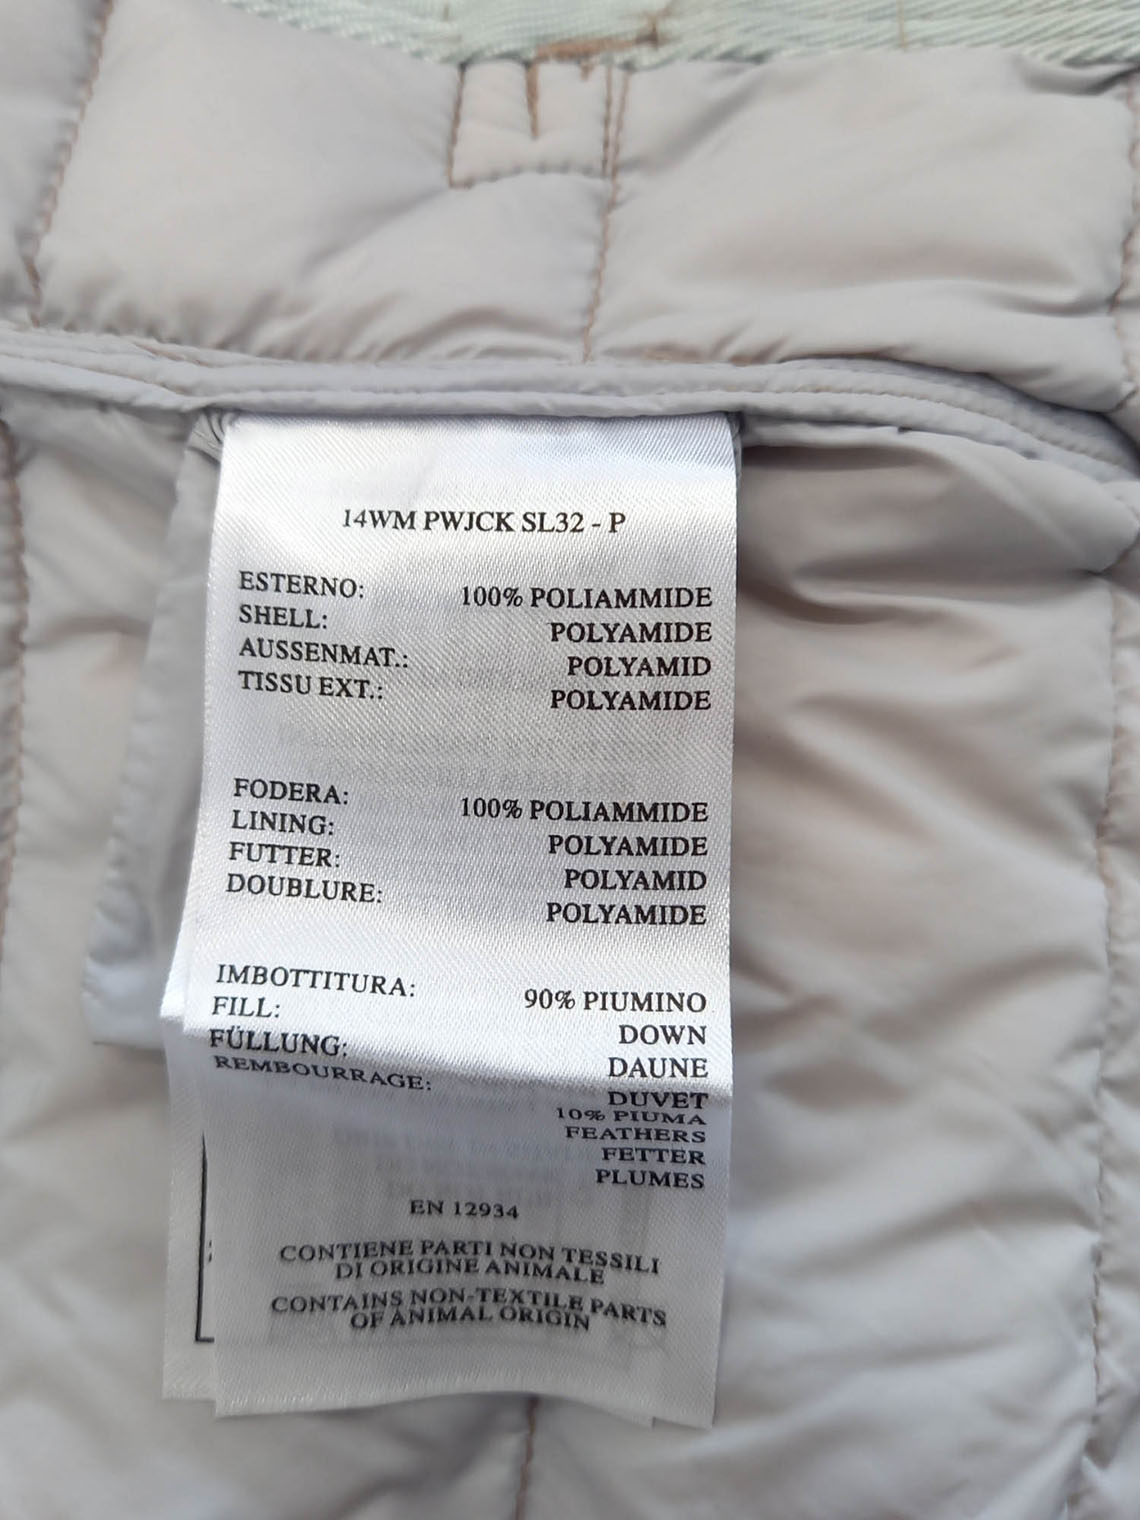 14WM PWJCK SL32 - P
ESTERNO: 100% POLIAMMIDE
SHELL: POLYAMIDE
AUSSENMAT.: POLYAMID
TISSU EXT.: POLYAMIDE
FODERA: 100% POLIAMMIDE
LINING: POLYAMIDE
FUTTER: POLYAMID
DOUBLURE: POLYAMIDE
IMBOTTITURA: 90% PIUMINO
FILL: DOWN
FÜLLUNG: DAUNE
REMBOURRAGE: DUVET
10% PIUMA
FEATHERS
FETTER
PLUMES
EN 12934
CONTIENE PARTI NON TESSILI
DI ORIGINE ANIMALE
CONTAINS NON-TEXTILE PARTS
OF ANIMAL ORIGIN